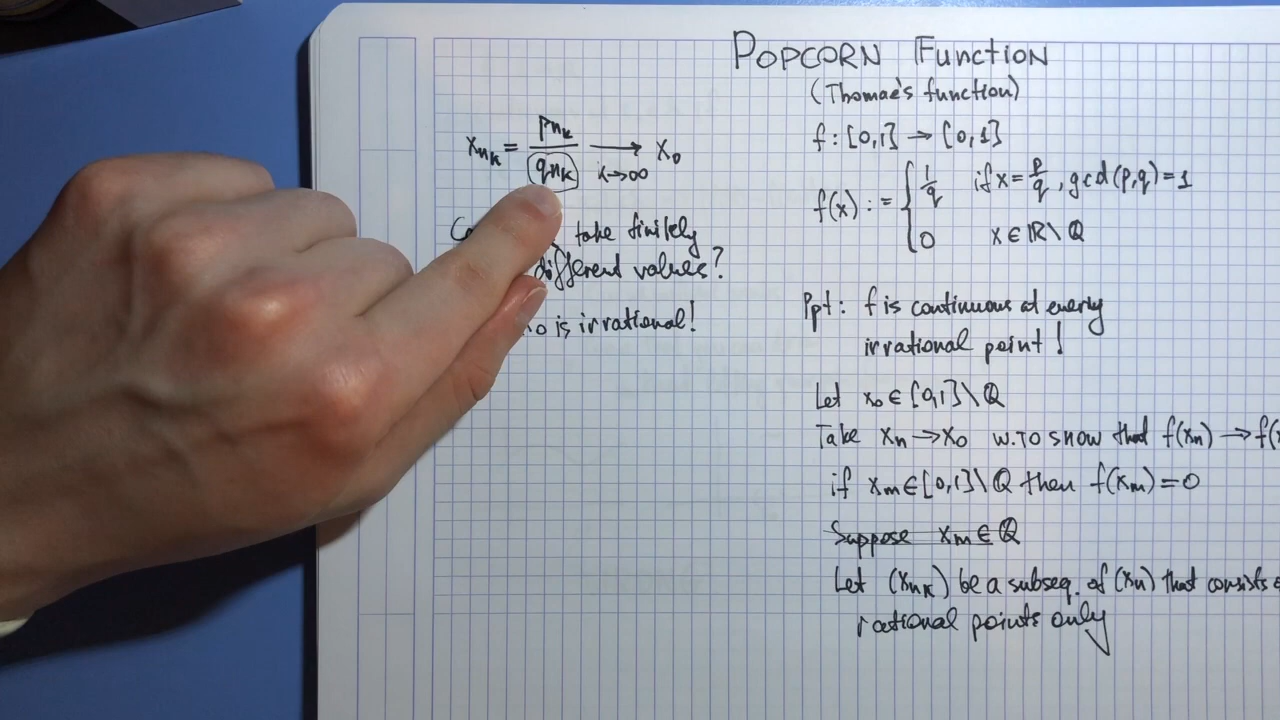 POPCORN Function
(Thomae's function)
f : [0,1] → [0,1]
f(x) := { 1/q if x = p/q , gcd(p,q)=1
0 x ∈ ℝ \ ℚ
Ppt : f is continuous at every
irrational point !
Let x₀ ∈ [0,1] \ ℚ
Take xₙ → x₀ w.to show that f(xₙ) → f(
if xₘ ∈ [0,1] \ ℚ then f(xₘ) = 0
Suppose xₘ ∈ ℚ
Let (xₙₖ) be a subseq. of (xₙ) that consists
rational points only
xₙₖ = pₙₖ / qₙₖ → x₀
k→∞
take finitely
different values?
is irrational!